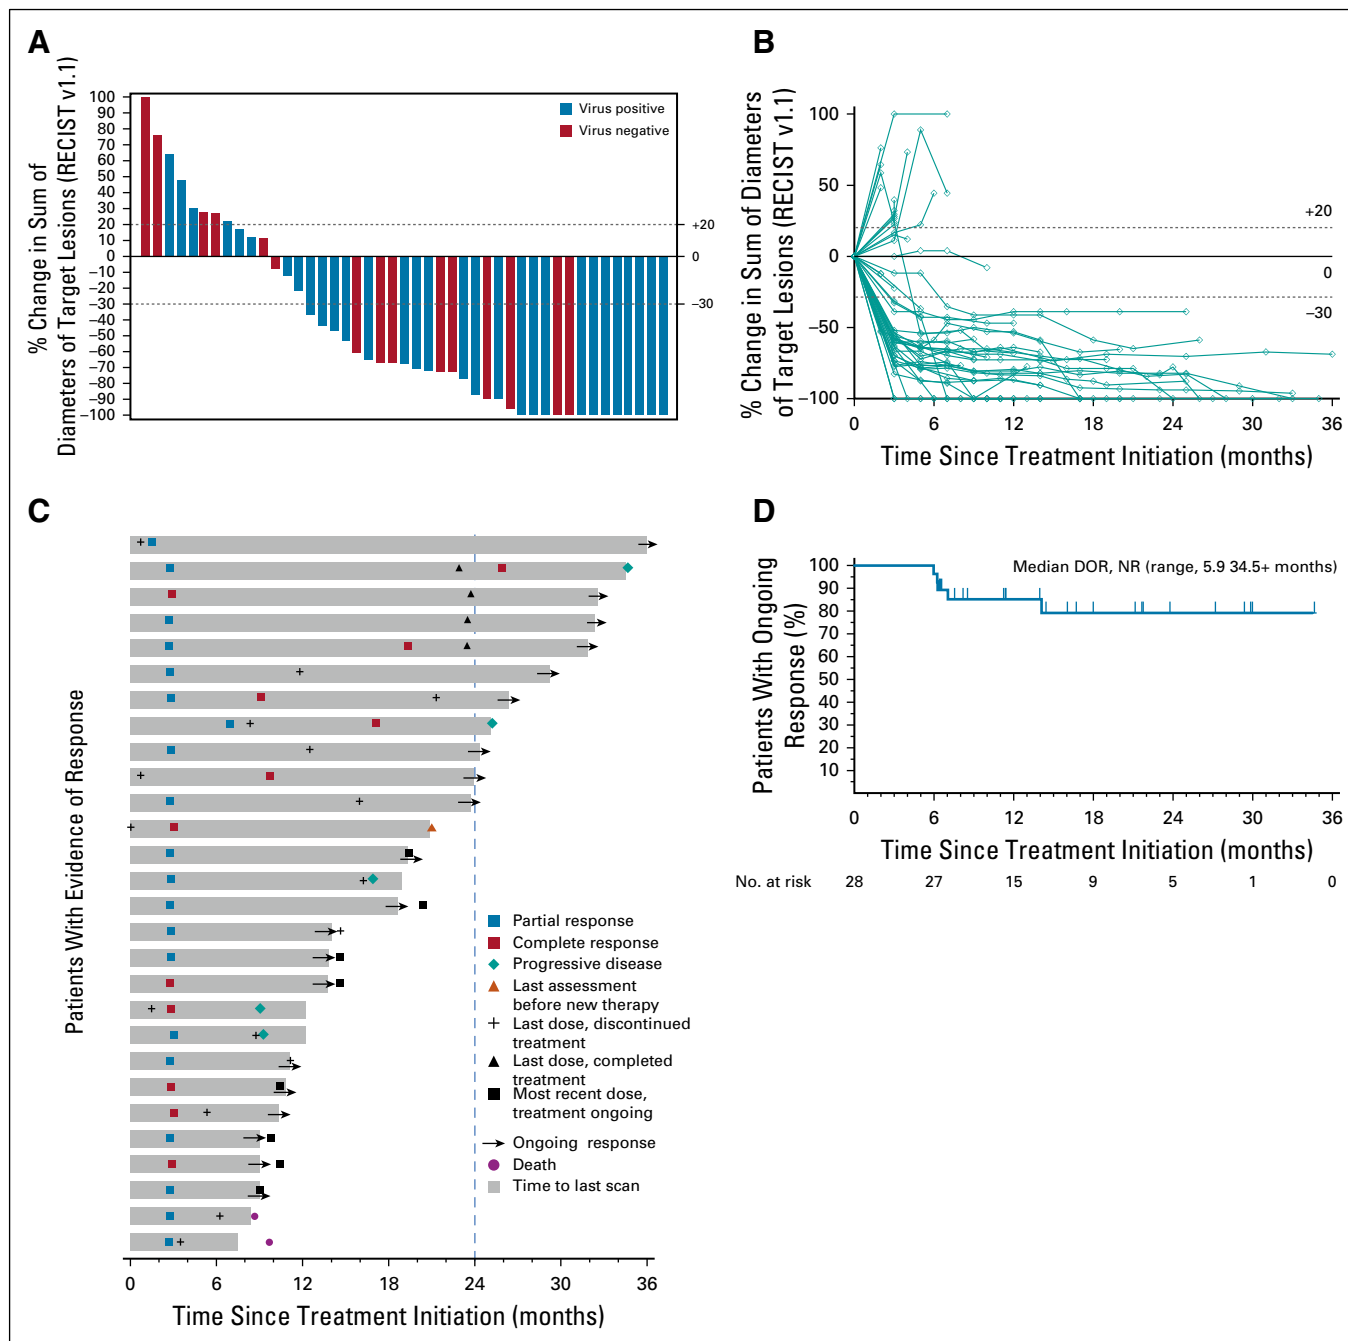 A
% Change in Sum of
Diameters of Target Lesions (RECIST v1.1)
100
90
80
70
60
50
40
30
20
10
0
−10
−20
−30
−40
−50
−60
−70
−80
−90
−100
Virus positive
Virus negative
+20
0
−30
B
% Change in Sum of Diameters
of Target Lesions (RECIST v1.1)
100
50
0
−50
−100
+20
0
−30
0 6 12 18 24 30 36
Time Since Treatment Initiation (months)
C
Patients With Evidence of Response
Partial response
Complete response
Progressive disease
Last assessment
before new therapy
Last dose, discontinued
treatment
Last dose, completed
treatment
Most recent dose,
treatment ongoing
Ongoing response
Death
Time to last scan
0 6 12 18 24 30 36
Time Since Treatment Initiation (months)
D
Patients With Ongoing
Response (%)
100
90
80
70
60
50
40
30
20
10
Median DOR, NR (range, 5.9 34.5+ months)
0 6 12 18 24 30 36
Time Since Treatment Initiation (months)
No. at risk 28 27 15 9 5 1 0